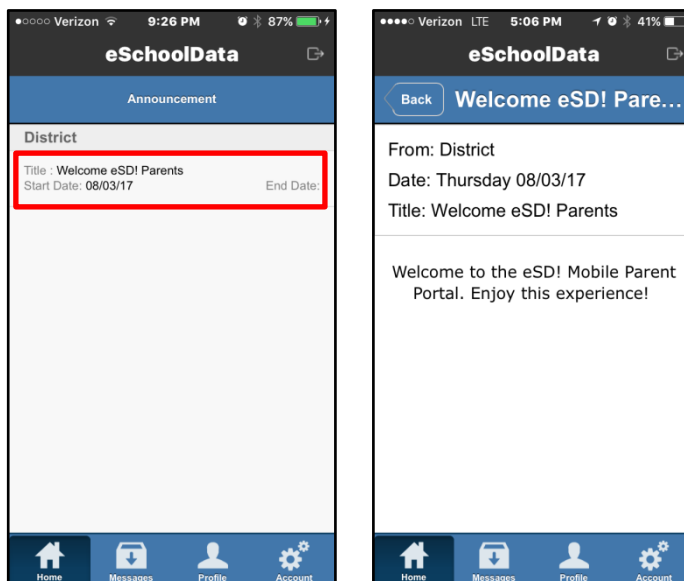 Verizon 9:26 PM 87%
eSchoolData
Announcement
District
Title : Welcome eSD! Parents
Start Date: 08/03/17 End Date:
Home Messages Profile Account
Verizon LTE 5:06 PM 41%
eSchoolData
Back Welcome eSD! Pare...
From: District
Date: Thursday 08/03/17
Title: Welcome eSD! Parents
Welcome to the eSD! Mobile Parent
Portal. Enjoy this experience!
Home Messages Profile Account